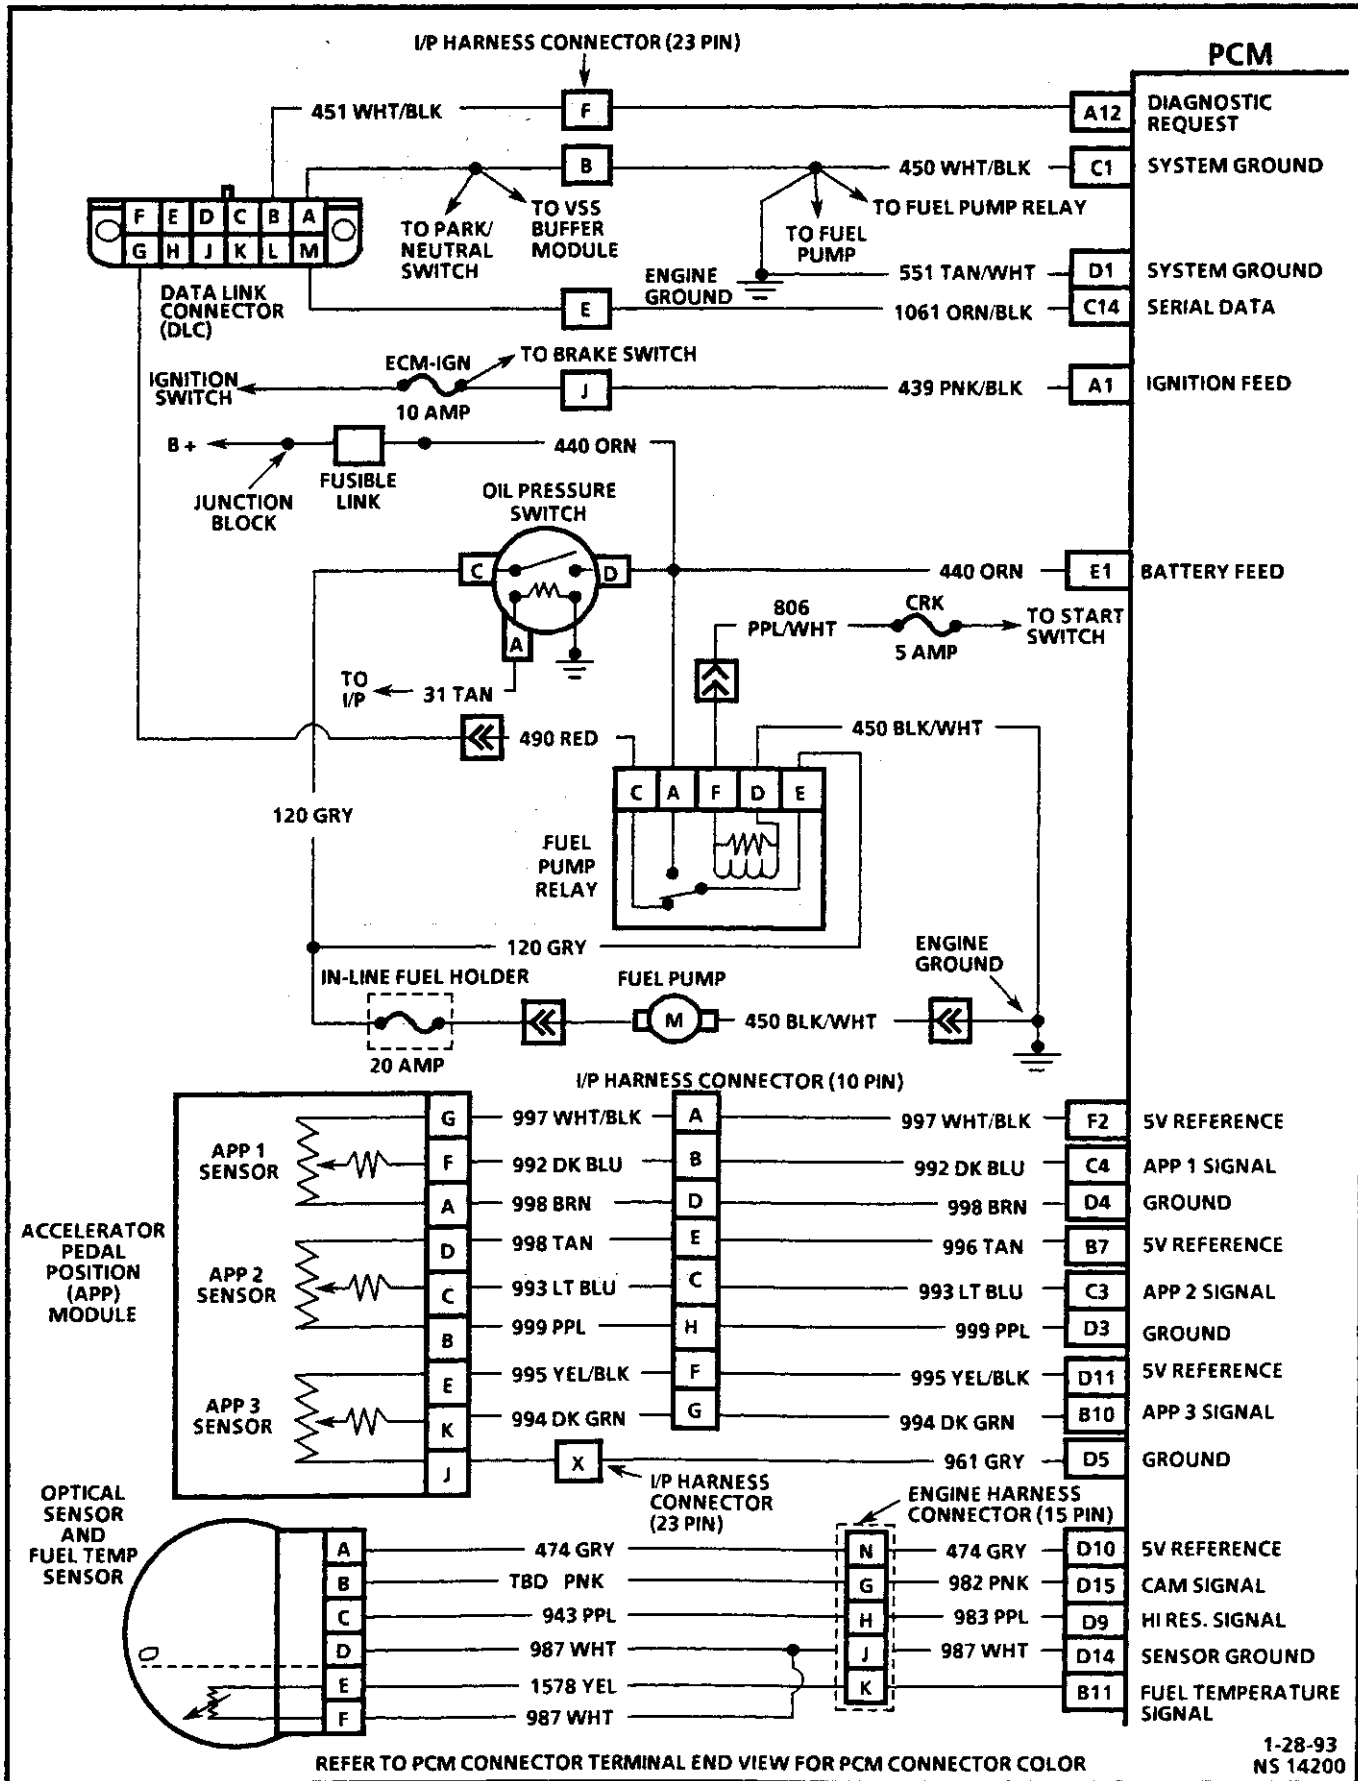 I/P HARNESS CONNECTOR (23 PIN)
PCM
451 WHT/BLK
F
A12
DIAGNOSTIC
REQUEST
B
450 WHT/BLK
C1
SYSTEM GROUND
F E D C B A
G H J K L M
TO PARK/
NEUTRAL
SWITCH
TO VSS
BUFFER
MODULE
TO FUEL PUMP RELAY
TO FUEL
PUMP
ENGINE
GROUND
551 TAN/WHT
D1
SYSTEM GROUND
DATA LINK
CONNECTOR
(DLC)
E
1061 ORN/BLK
C14
SERIAL DATA
IGNITION
SWITCH
ECM-IGN
10 AMP
TO BRAKE SWITCH
J
439 PNK/BLK
A1
IGNITION FEED
B +
440 ORN
JUNCTION
BLOCK
FUSIBLE
LINK
OIL PRESSURE
SWITCH
C
D
A
440 ORN
E1
BATTERY FEED
806
PPL/WHT
CRK
5 AMP
TO START
SWITCH
TO
I/P
31 TAN
490 RED
450 BLK/WHT
C A F D E
120 GRY
FUEL
PUMP
RELAY
120 GRY
ENGINE
GROUND
IN-LINE FUEL HOLDER
20 AMP
FUEL PUMP
M
450 BLK/WHT
I/P HARNESS CONNECTOR (10 PIN)
ACCELERATOR
PEDAL
POSITION
(APP)
MODULE
APP 1
SENSOR
G 997 WHT/BLK A 997 WHT/BLK F2 5V REFERENCE
F 992 DK BLU B 992 DK BLU C4 APP 1 SIGNAL
A 998 BRN D 998 BRN D4 GROUND
APP 2
SENSOR
D 998 TAN E 996 TAN B7 5V REFERENCE
C 993 LT BLU C 993 LT BLU C3 APP 2 SIGNAL
B 999 PPL H 999 PPL D3 GROUND
APP 3
SENSOR
E 995 YEL/BLK F 995 YEL/BLK D11 5V REFERENCE
K 994 DK GRN G 994 DK GRN B10 APP 3 SIGNAL
J X 961 GRY D5 GROUND
I/P HARNESS
CONNECTOR
(23 PIN)
ENGINE HARNESS
CONNECTOR (15 PIN)
OPTICAL
SENSOR
AND
FUEL TEMP
SENSOR
A 474 GRY N 474 GRY D10 5V REFERENCE
B TBD PNK G 982 PNK D15 CAM SIGNAL
C 943 PPL H 983 PPL D9 HI RES. SIGNAL
D 987 WHT J 987 WHT D14 SENSOR GROUND
E 1578 YEL K B11 FUEL TEMPERATURE
SIGNAL
F 987 WHT
REFER TO PCM CONNECTOR TERMINAL END VIEW FOR PCM CONNECTOR COLOR
1-28-93
NS 14200